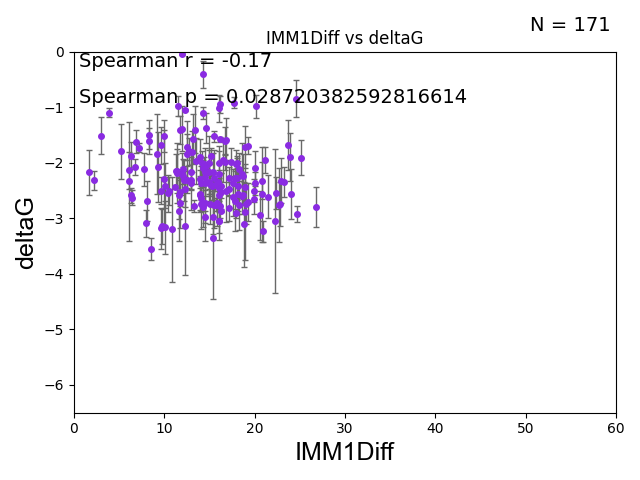 N = 171
IMM1Diff vs deltaG
Spearman r = -0.17
Spearman p = 0.028720382592816614
0
−1
−2
−3
−4
−5
−6
deltaG
0 10 20 30 40 50 60
IMM1Diff